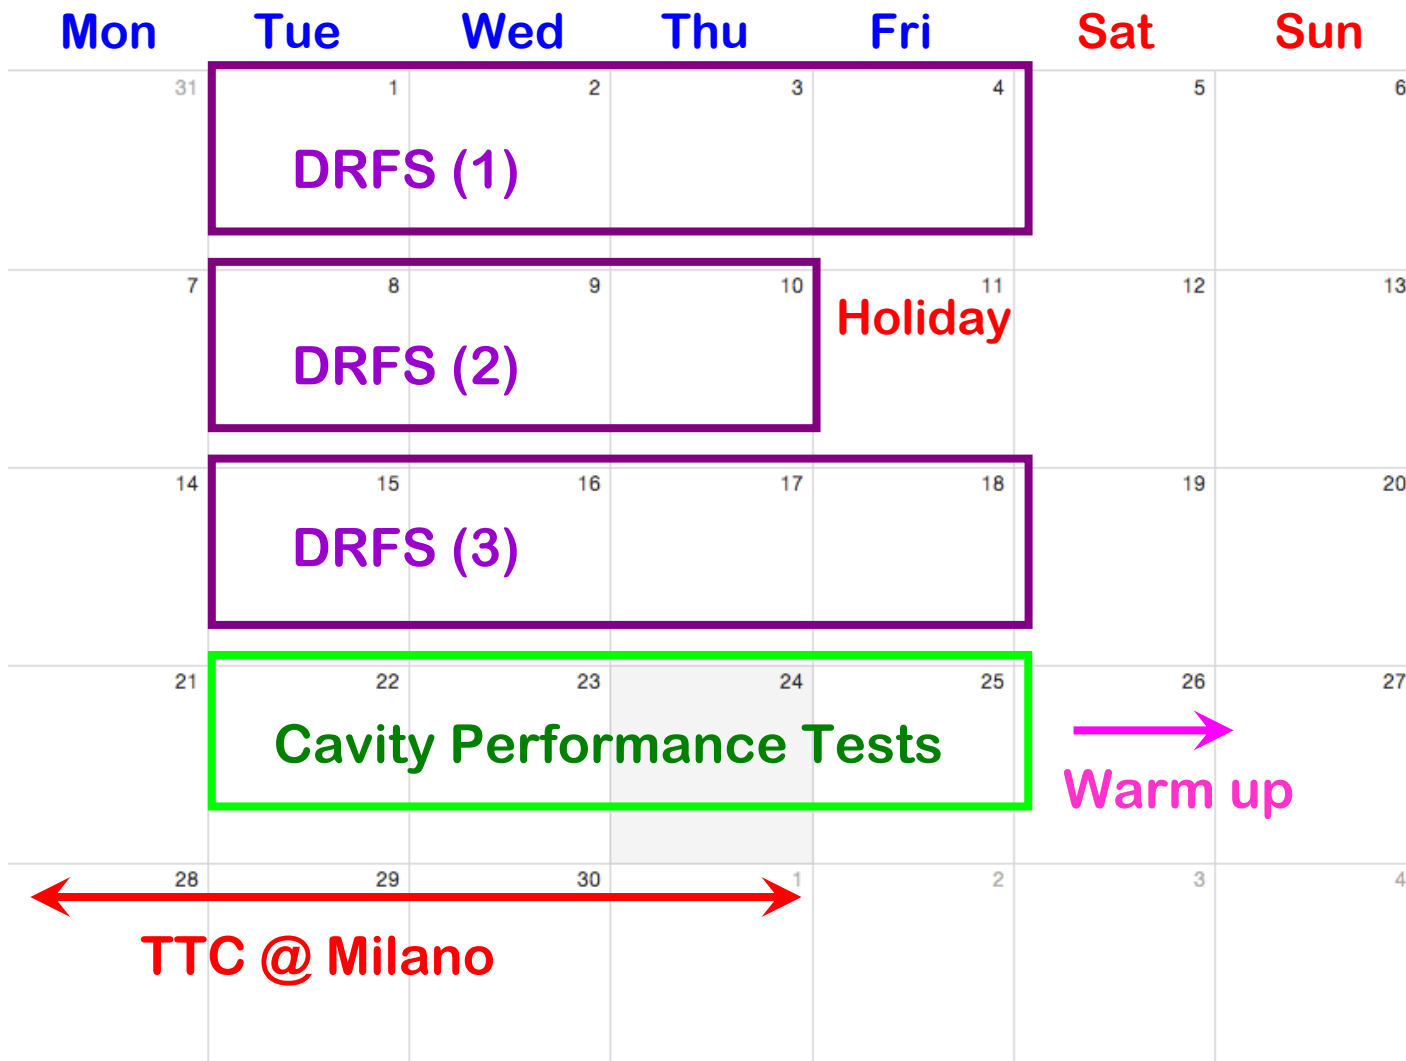 Mon Tue Wed Thu Fri Sat Sun
31 1 2 3 4 5 6
DRFS (1)
7 8 9 10 11 12 13
Holiday
DRFS (2)
14 15 16 17 18 19 20
DRFS (3)
21 22 23 24 25 26 27
Cavity Performance Tests
Warm up
28 29 30 1 2 3 4
TTC @ Milano